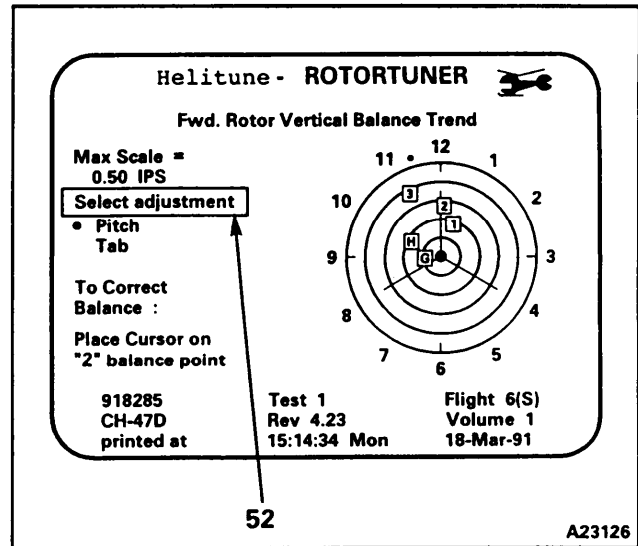 Helitune - ROTORTUNER
Fwd. Rotor Vertical Balance Trend
Max Scale =
0.50 IPS
Select adjustment
• Pitch
Tab
To Correct
Balance :
Place Cursor on
"2" balance point
12
1
2
3
4
5
6
7
8
9
10
11
3
2
1
H
G
918285
CH-47D
printed at
Test 1
Rev 4.23
15:14:34 Mon
Flight 6(S)
Volume 1
18-Mar-91
52
A23126